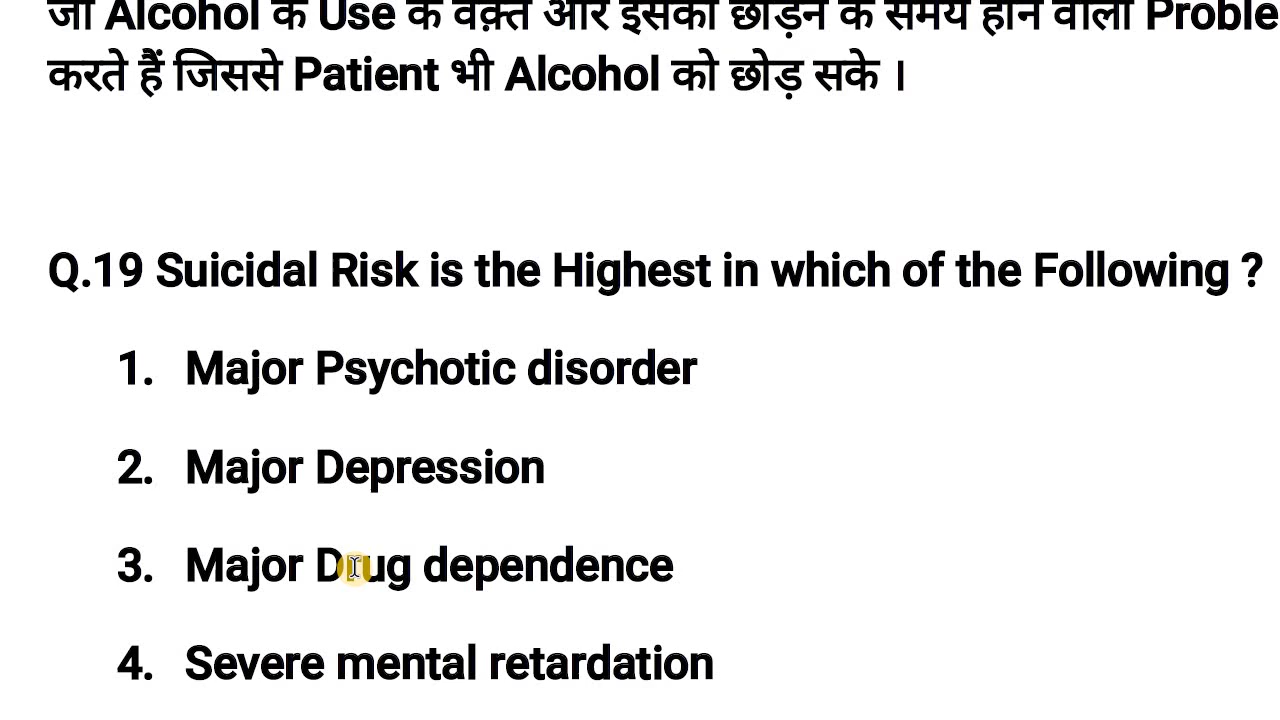 जो Alcohol के Use के वक़्त और इसको छोड़ने के समय होने वाली Proble
करते हैं जिससे Patient भी Alcohol को छोड़ सके ।
Q.19 Suicidal Risk is the Highest in which of the Following ?
1. Major Psychotic disorder
2. Major Depression
3. Major Drug dependence
4. Severe mental retardation